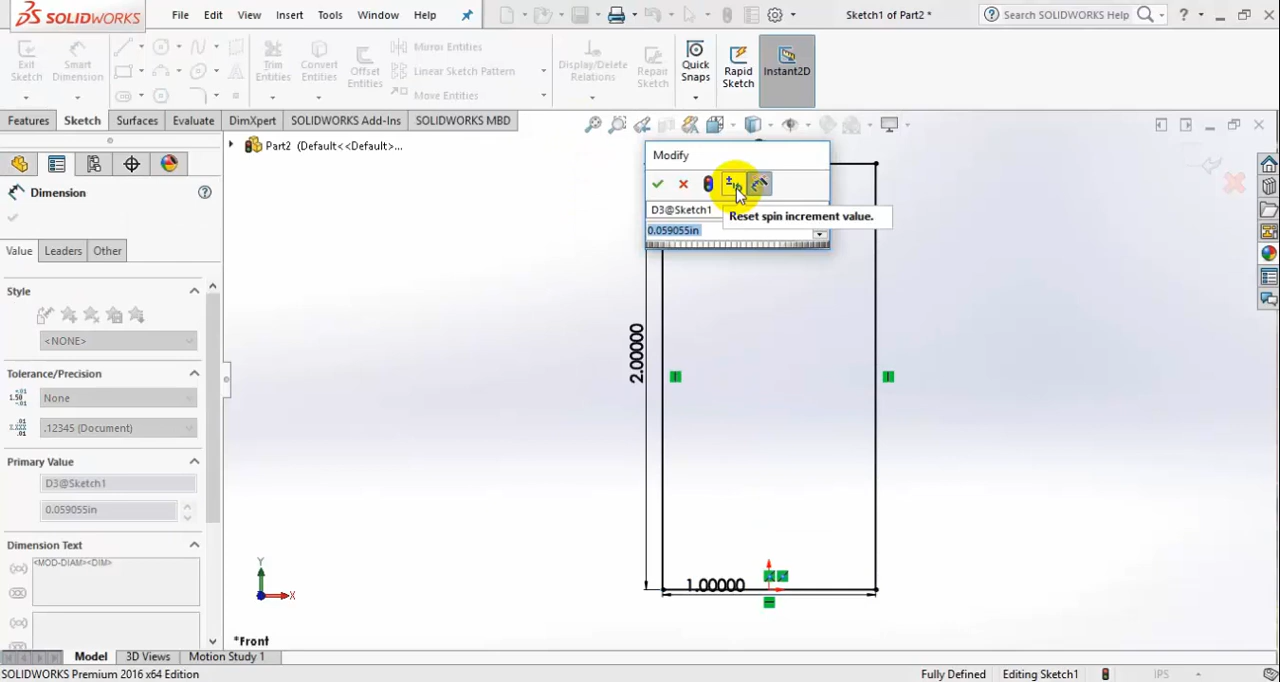 SOLIDWORKS File Edit View Insert Tools Window Help Sketch1 of Part2 * Search SOLIDWORKS Help
Exit Sketch
Smart Dimension
Trim Entities
Convert Entities
Offset Entities
Mirror Entities
Linear Sketch Pattern
Move Entities
Display/Delete Relations
Repair Sketch
Quick Snaps
Rapid Sketch
Instant2D
Features Sketch Surfaces Evaluate DimXpert SOLIDWORKS Add-Ins SOLIDWORKS MBD
Part2 (Default<<Default>...
Modify
D3@Sketch1
Reset spin increment value.
0.059055in
Dimension
Value Leaders Other
Style
<NONE>
Tolerance/Precision
1.50 +.01 -.01
None
.12345 (Document)
Primary Value
D3@Sketch1
0.059055in
Dimension Text
<MOD-DIAM><DIM>
2.00000
1.00000
Y
X
*Front
Model 3D Views Motion Study 1
SOLIDWORKS Premium 2016 x64 Edition Fully Defined Editing Sketch1 IPS